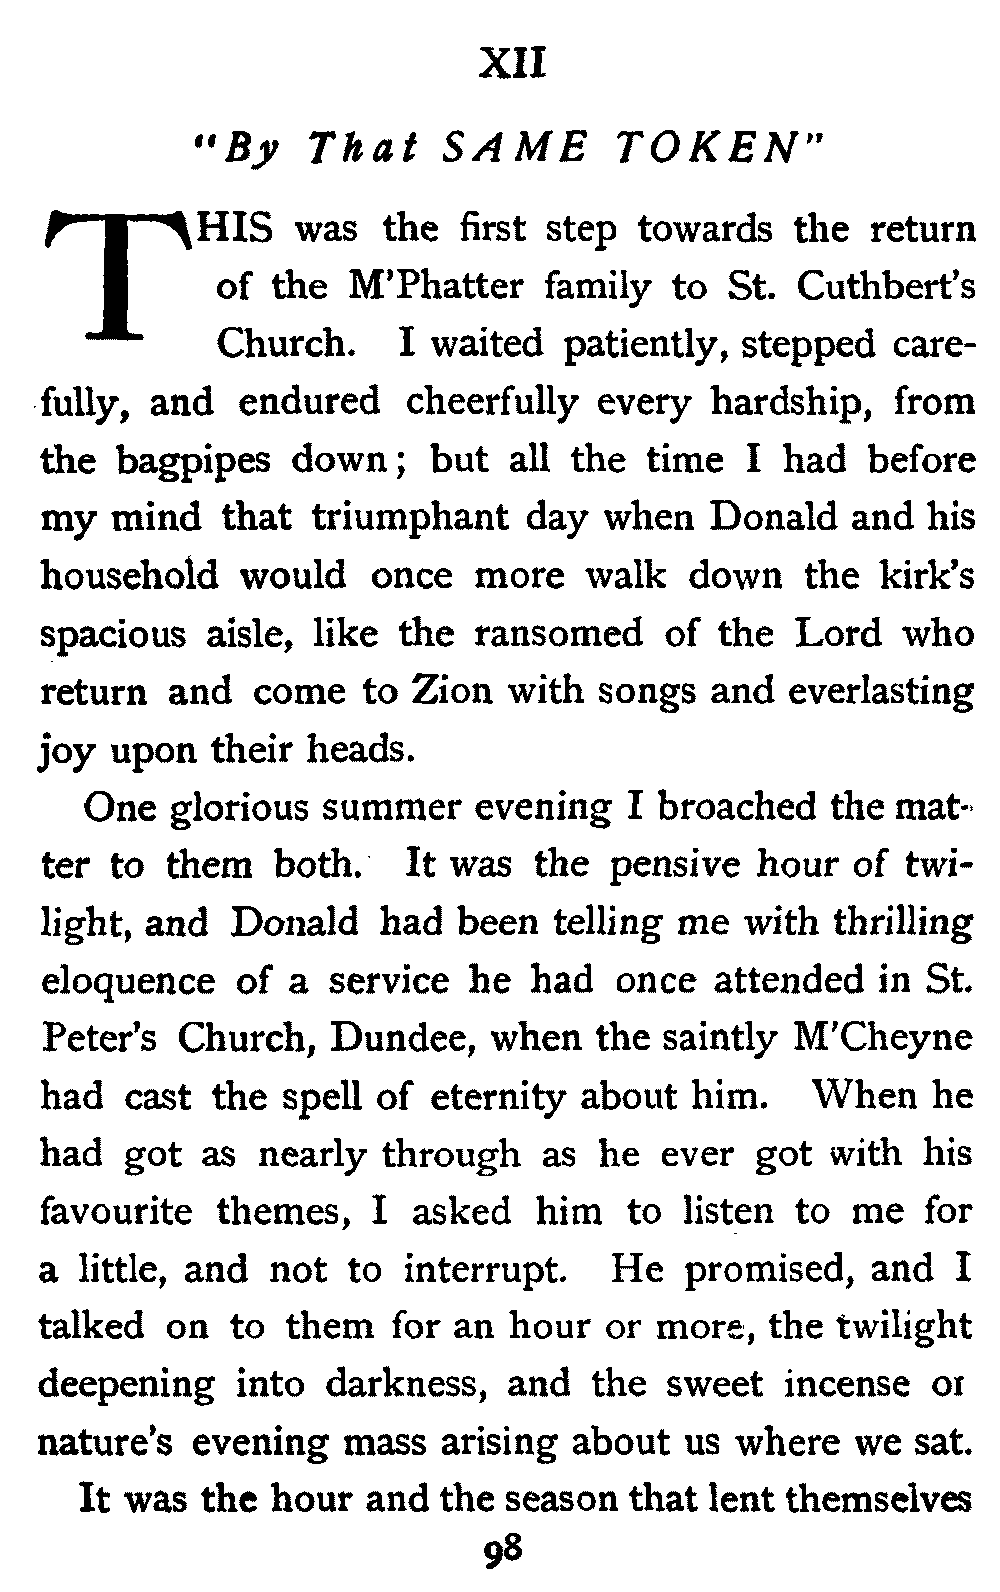 XII
"By That SAME TOKEN"
THIS was the first step towards the return
of the M'Phatter family to St. Cuthbert's
Church. I waited patiently, stepped care-
fully, and endured cheerfully every hardship, from
the bagpipes down; but all the time I had before
my mind that triumphant day when Donald and his
household would once more walk down the kirk's
spacious aisle, like the ransomed of the Lord who
return and come to Zion with songs and everlasting
joy upon their heads.
One glorious summer evening I broached the mat-
ter to them both. It was the pensive hour of twi-
light, and Donald had been telling me with thrilling
eloquence of a service he had once attended in St.
Peter's Church, Dundee, when the saintly M'Cheyne
had cast the spell of eternity about him. When he
had got as nearly through as he ever got with his
favourite themes, I asked him to listen to me for
a little, and not to interrupt. He promised, and I
talked on to them for an hour or more, the twilight
deepening into darkness, and the sweet incense of
nature's evening mass arising about us where we sat.
It was the hour and the season that lent themselves
98